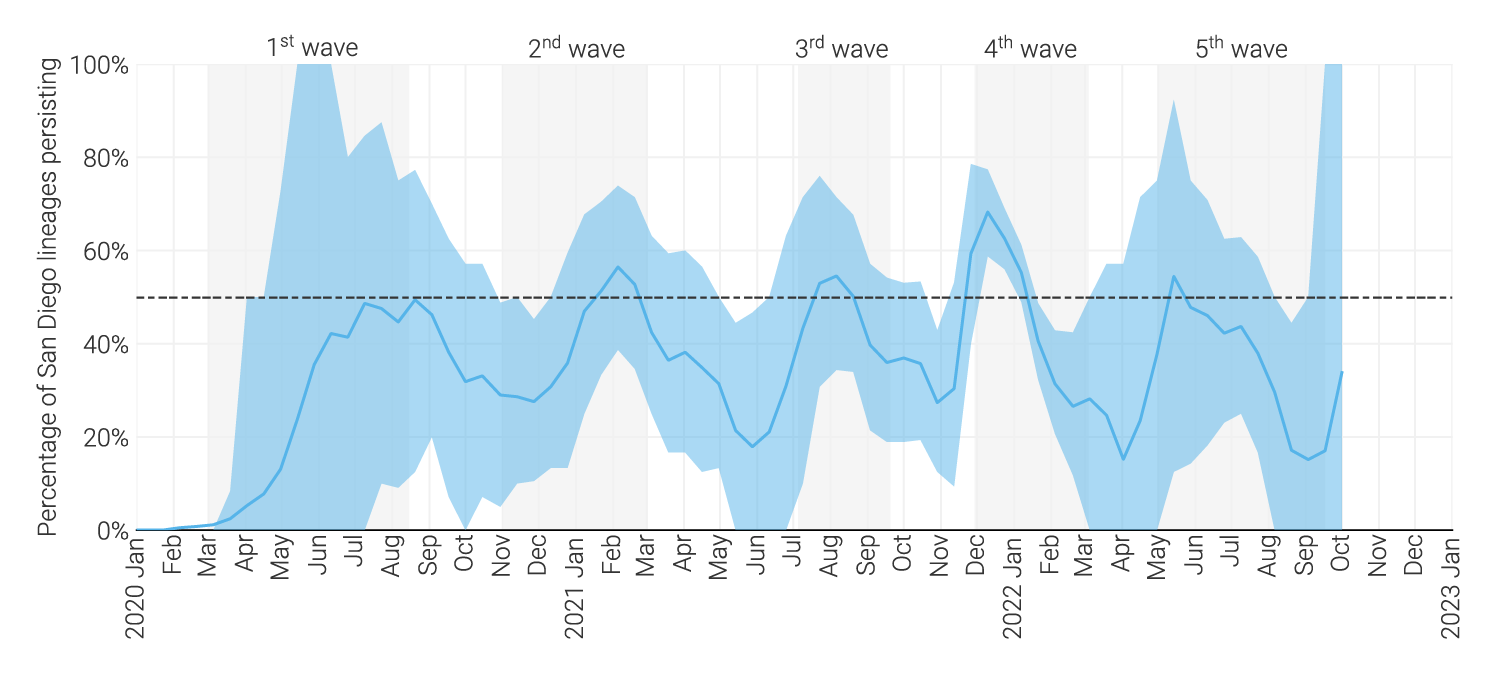 1st wave
2nd wave
3rd wave
4th wave
5th wave
Percentage of San Diego lineages persisting
100%
80%
60%
40%
20%
0%
2020 Jan
Feb
Mar
Apr
May
Jun
Jul
Aug
Sep
Oct
Nov
Dec
2021 Jan
Feb
Mar
Apr
May
Jun
Jul
Aug
Sep
Oct
Nov
Dec
2022 Jan
Feb
Mar
Apr
May
Jun
Jul
Aug
Sep
Oct
Nov
Dec
2023 Jan